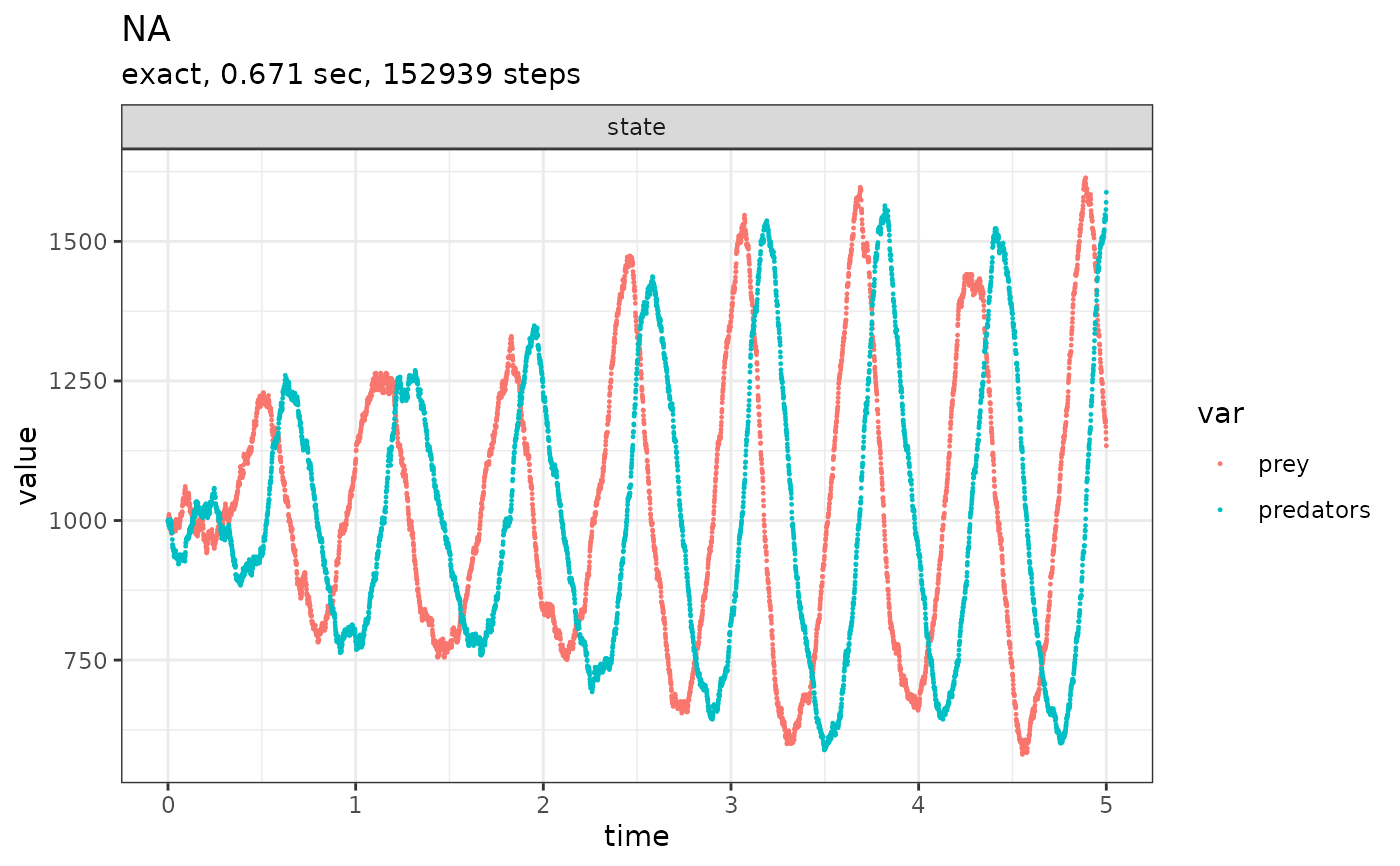 NA
exact, 0.671 sec, 152939 steps
state
1500
1250
1000
750
value
0 1 2 3 4 5
time
var
prey
predators